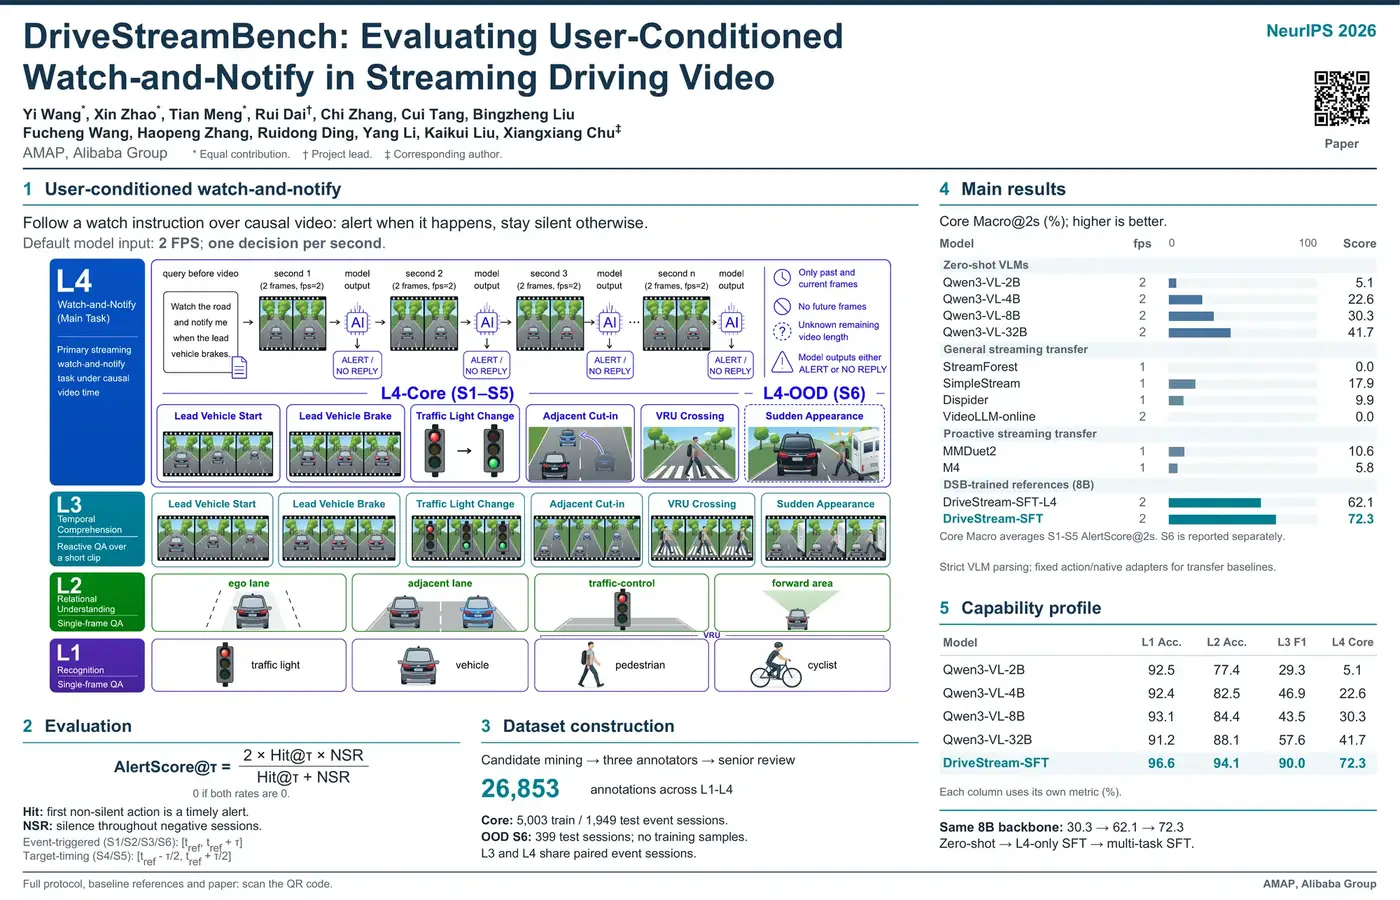 DriveStreamBench: Evaluating User-Conditioned
Watch-and-Notify in Streaming Driving Video
NeurIPS 2026
Yi Wang*, Xin Zhao*, Tian Meng*, Rui Dai†, Chi Zhang, Cui Tang, Bingzheng Liu
Fucheng Wang, Haopeng Zhang, Ruidong Ding, Yang Li, Kaikui Liu, Xiangxiang Chu‡
AMAP, Alibaba Group * Equal contribution. † Project lead. ‡ Corresponding author.
Paper
1 User-conditioned watch-and-notify
Follow a watch instruction over causal video: alert when it happens, stay silent otherwise.
Default model input: 2 FPS; one decision per second.
L4
Watch-and-Notify
(Main Task)
Primary streaming
watch-and-notify
task under causal
video time
query before video
Watch the road
and notify me
when the lead
vehicle brakes.
second 1
(2 frames, fps=2)
model
output
AI
ALERT /
NO REPLY
second 2
(2 frames, fps=2)
model
output
AI
ALERT /
NO REPLY
second 3
(2 frames, fps=2)
model
output
AI
ALERT /
NO REPLY
...
second n
(2 frames, fps=2)
model
output
AI
ALERT /
NO REPLY
Only past and
current frames
No future frames
Unknown remaining
video length
Model outputs either
ALERT or NO REPLY
L4-Core (S1–S5)
L4-OOD (S6)
Lead Vehicle Start
Lead Vehicle Brake
Traffic Light Change
Adjacent Cut-in
VRU Crossing
Sudden Appearance
L3
Temporal
Comprehension
Reactive QA over
a short clip
Lead Vehicle Start
Lead Vehicle Brake
Traffic Light Change
Adjacent Cut-in
VRU Crossing
Sudden Appearance
L2
Relational
Understanding
Single-frame QA
ego lane
adjacent lane
traffic-control
forward area
L1
Recognition
Single-frame QA
traffic light
vehicle
VRU
pedestrian
cyclist
2 Evaluation
AlertScore@τ = 2 × Hit@τ × NSR
Hit@τ + NSR
0 if both rates are 0.
Hit: first non-silent action is a timely alert.
NSR: silence throughout negative sessions.
Event-triggered (S1/S2/S3/S6): [tref, tref + τ]
Target-timing (S4/S5): [tref - τ/2, tref + τ/2]
3 Dataset construction
Candidate mining → three annotators → senior review
26,853 annotations across L1-L4
Core: 5,003 train / 1,949 test event sessions.
OOD S6: 399 test sessions; no training samples.
L3 and L4 share paired event sessions.
4 Main results
Core Macro@2s (%); higher is better.
Model fps 0 100 Score
Zero-shot VLMs
Qwen3-VL-2B 2 5.1
Qwen3-VL-4B 2 22.6
Qwen3-VL-8B 2 30.3
Qwen3-VL-32B 2 41.7
General streaming transfer
StreamForest 1 0.0
SimpleStream 1 17.9
Dispider 1 9.9
VideoLLM-online 2 0.0
Proactive streaming transfer
MMDuet2 1 10.6
M4 1 5.8
DSB-trained references (8B)
DriveStream-SFT-L4 2 62.1
DriveStream-SFT 2 72.3
Core Macro averages S1-S5 AlertScore@2s. S6 is reported separately.
Strict VLM parsing; fixed action/native adapters for transfer baselines.
5 Capability profile
Model L1 Acc. L2 Acc. L3 F1 L4 Core
Qwen3-VL-2B 92.5 77.4 29.3 5.1
Qwen3-VL-4B 92.4 82.5 46.9 22.6
Qwen3-VL-8B 93.1 84.4 43.5 30.3
Qwen3-VL-32B 91.2 88.1 57.6 41.7
DriveStream-SFT 96.6 94.1 90.0 72.3
Each column uses its own metric (%).
Same 8B backbone: 30.3 → 62.1 → 72.3
Zero-shot → L4-only SFT → multi-task SFT.
Full protocol, baseline references and paper: scan the QR code.
AMAP, Alibaba Group